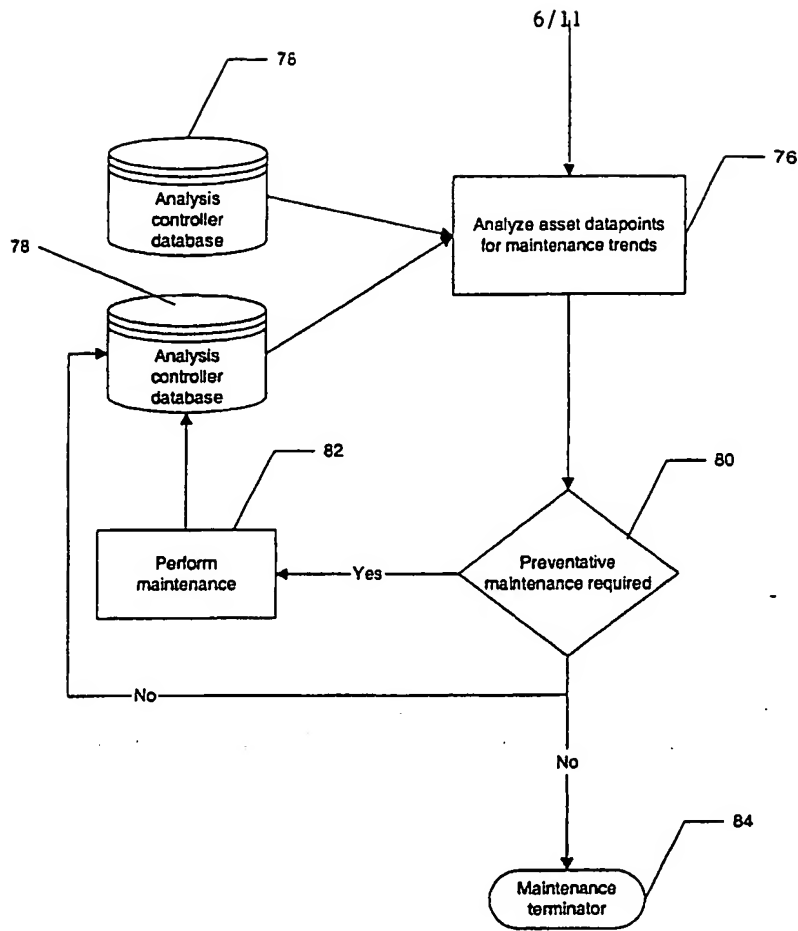 6/11
76
Analysis
controller
database
76
Analyze asset datapoints
for maintenance trends
78
Analysis
controller
database
82
80
Perform
maintenance
Yes
Preventative
maintenance required
No
No
84
Maintenance
terminator